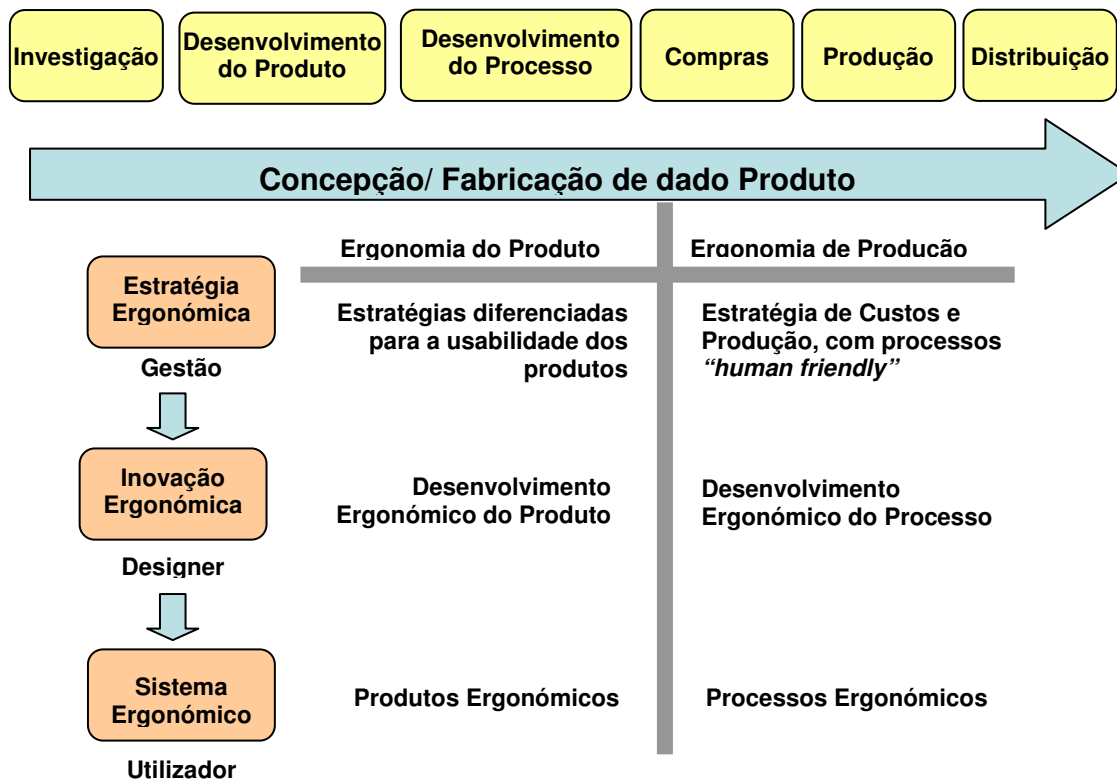 Investigação
Desenvolvimento
do Produto
Desenvolvimento
do Processo
Compras
Produção
Distribuição
Concepção/ Fabricação de dado Produto
Ergonomia do Produto
Ergonomia de Produção
Estratégia
Ergonómica
Gestão
Estratégias diferenciadas
para a usabilidade dos
produtos
Estratégia de Custos e
Produção, com processos
“human friendly”
Inovação
Ergonómica
Designer
Desenvolvimento
Ergonómico do Produto
Desenvolvimento
Ergonómico do Processo
Sistema
Ergonómico
Utilizador
Produtos Ergonómicos
Processos Ergonómicos